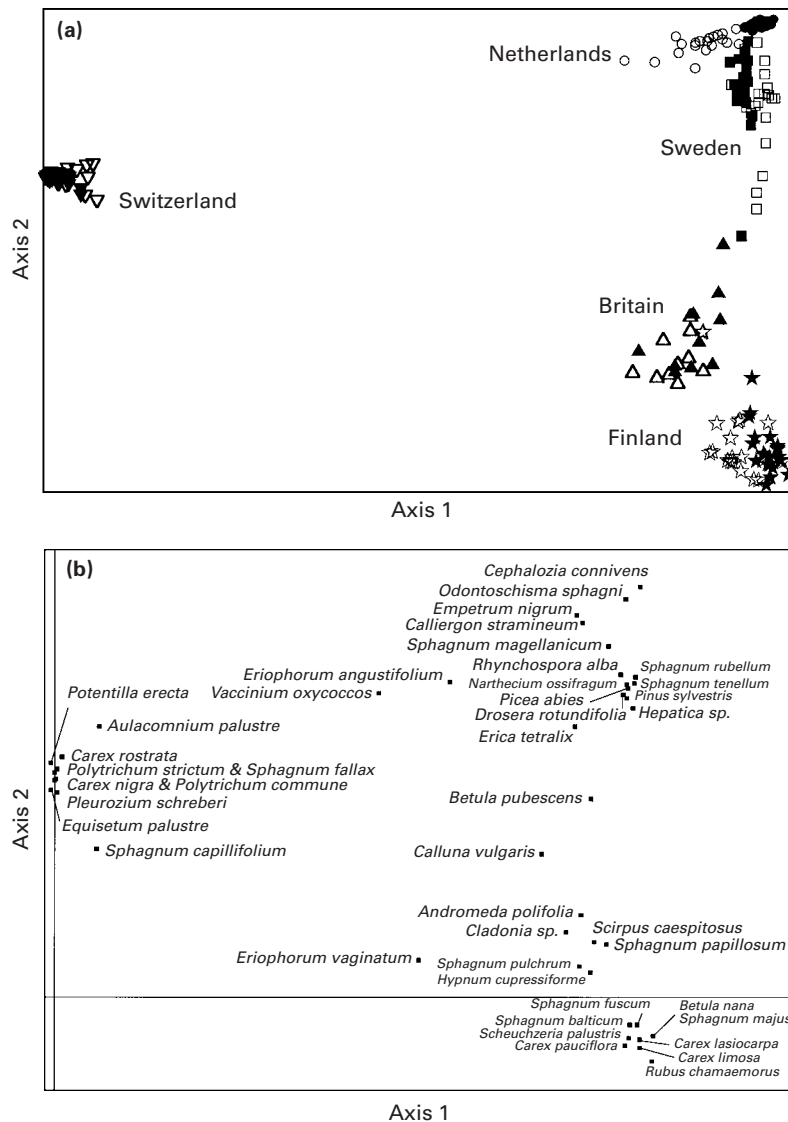 (a)
Netherlands
Sweden
Switzerland
Britain
Finland
Axis 2
Axis 1
(b)
Cephalozia connivens
Odontoschisma sphagni
Empetrum nigrum
Calliergon stramineum
Sphagnum magellanicum
Rhynchospora alba
Sphagnum rubellum
Eriophorum angustifolium
Narthecium ossifragum
Sphagnum tenellum
Potentilla erecta
Vaccinium oxycoccos
Picea abies
Pinus sylvestris
Drosera rotundifolia
Hepatica sp.
Aulacomnium palustre
Erica tetralix
Carex rostrata
Polytrichum strictum & Sphagnum fallax
Carex nigra & Polytrichum commune
Betula pubescens
Pleurozium schreberi
Equisetum palustre
Sphagnum capillifolium
Calluna vulgaris
Andromeda polifolia
Scirpus caespitosus
Cladonia sp.
Sphagnum papillosum
Eriophorum vaginatum
Sphagnum pulchrum
Hypnum cupressiforme
Sphagnum fuscum
Betula nana
Sphagnum balticum
Sphagnum majus
Scheuchzeria palustris
Carex lasiocarpa
Carex pauciflora
Carex limosa
Rubus chamaemorus
Axis 2
Axis 1